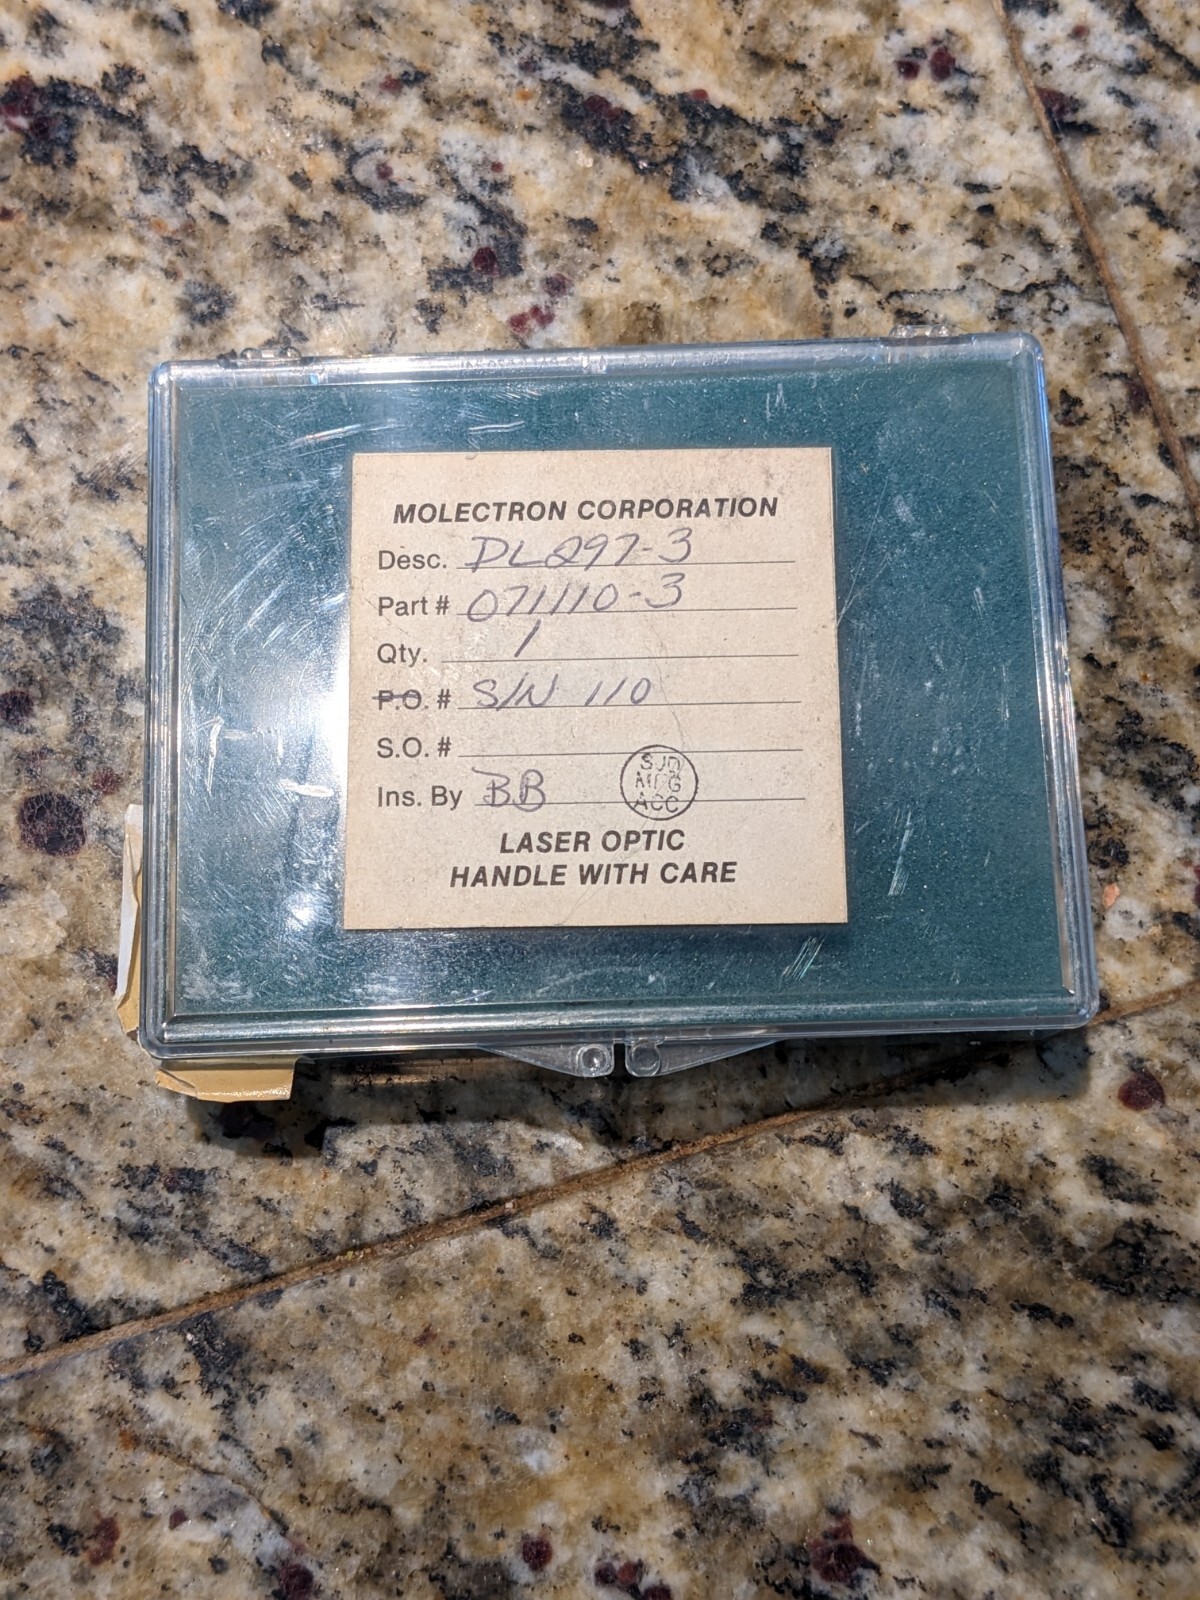 MOLECTRON CORPORATION
Desc. DL297-3
Part # 071110-3
Qty. 1
P.O. # S/N 110
S.O. #
Ins. By BB
ACC
LASER OPTIC
HANDLE WITH CARE